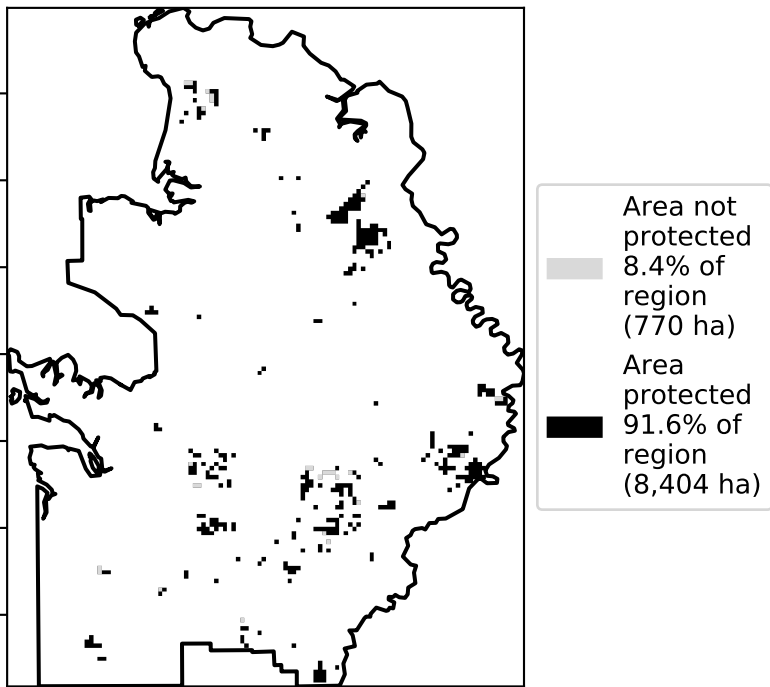 Area not
protected
8.4% of
region
(770 ha)
Area
protected
91.6% of
region
(8,404 ha)